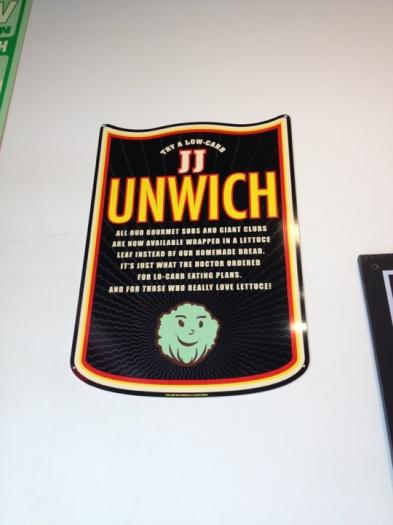 TRY A LOW-CARB
JJ
UNWICH
ALL OUR GOURMET SUBS AND GIANT CLUBS
ARE NOW AVAILABLE WRAPPED IN A LETTUCE
LEAF INSTEAD OF OUR HOMEMADE BREAD.
IT'S JUST WHAT THE DOCTOR ORDERED
FOR LO-CARB EATING PLANS.
AND FOR THOSE WHO REALLY LOVE LETTUCE!